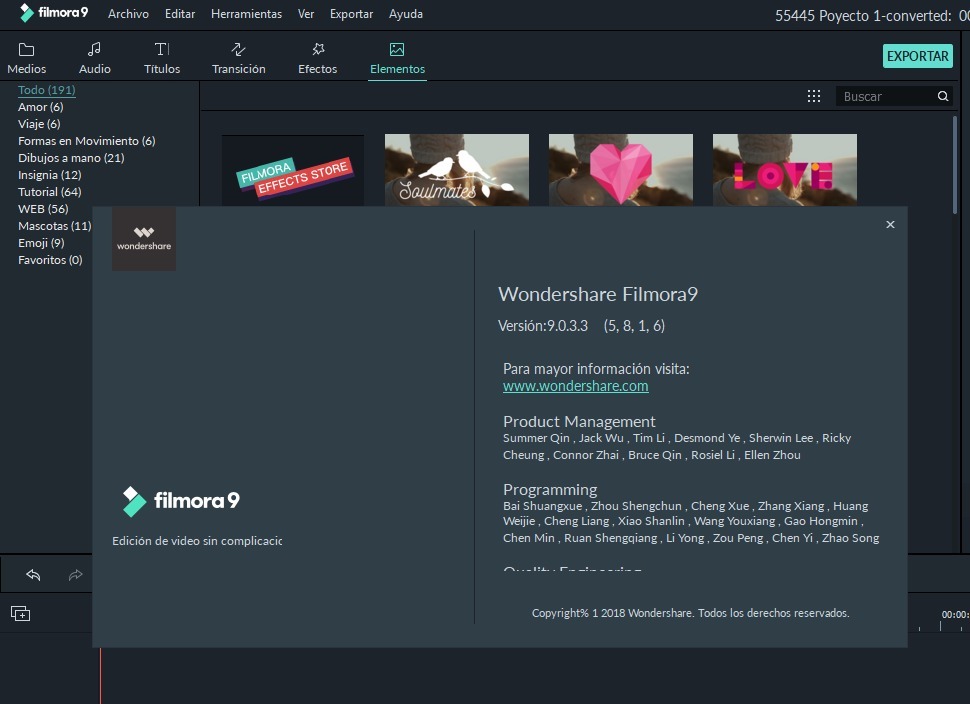 filmora9 Archivo Editar Herramientas Ver Exportar Ayuda 55445 Poyecto 1-converted:
Medios Audio Títulos Transición Efectos Elementos EXPORTAR
Todo (191)
Amor (6)
Viaje (6)
Formas en Movimiento (6)
Dibujos a mano (21)
Insignia (12)
Tutorial (64)
WEB (56)
Mascotas (11)
Emoji (9)
Favoritos (0)
Buscar
FILMORA
EFFECTS STORE
Soulmates
LOVE
wondershare
filmora9
Edición de video sin complicacic
Wondershare Filmora9
Versión:9.0.3.3 (5, 8, 1, 6)
Para mayor información visita:
www.wondershare.com
Product Management
Summer Qin , Jack Wu , Tim Li , Desmond Ye , Sherwin Lee , Ricky
Cheung , Connor Zhai , Bruce Qin , Rosiel Li , Ellen Zhou
Programming
Bai Shuangxue , Zhou Shengchun , Cheng Xue , Zhang Xiang , Huang
Weijie , Cheng Liang , Xiao Shanlin , Wang Youxiang , Gao Hongmin ,
Chen Min , Ruan Shengqiang , Li Yong , Zou Peng , Chen Yi , Zhao Song
Quality Engineering
Copyright% 1 2018 Wondershare. Todos los derechos reservados.
00:00: